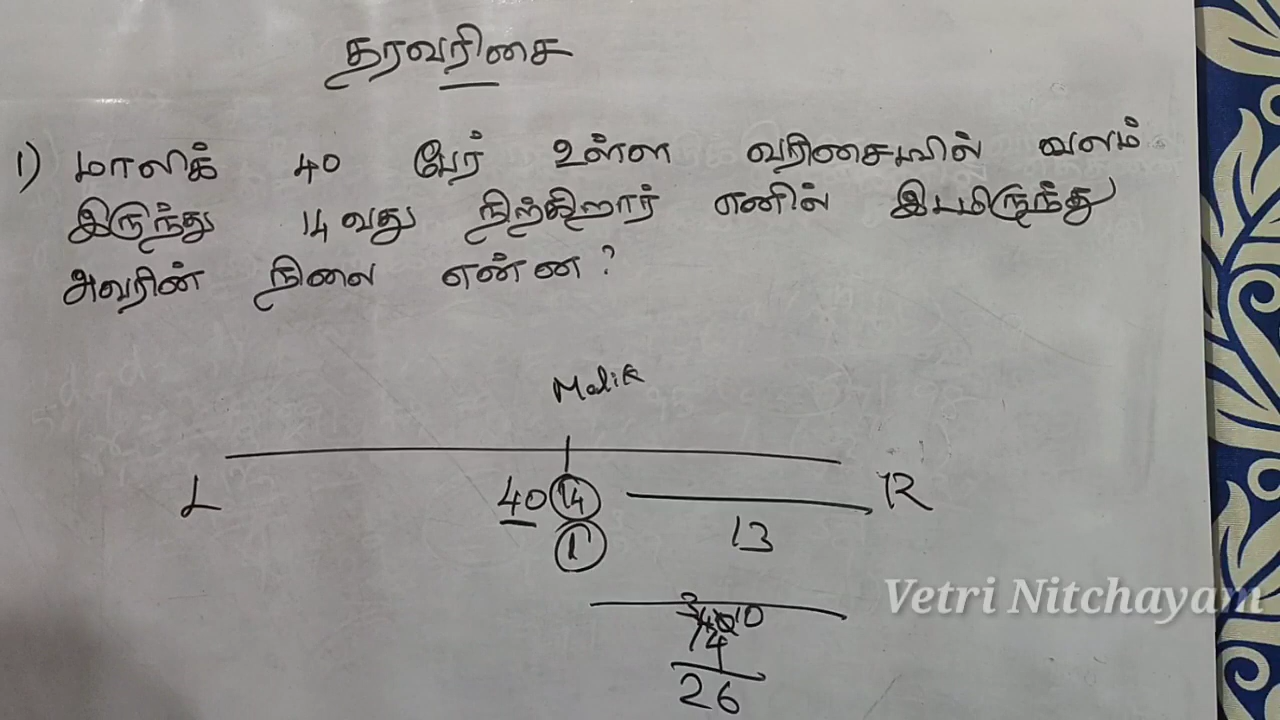 தரவரிசை
1) மாலிக் 40 பேர் உள்ள வரிசையில் வலம்
இருந்து 14வது நிற்கிறார் எனில் இடமிருந்து
அவரின் நிலை என்ன?
Malik
L 40 14 R
1 13
14
26
Vetri Nitchayam